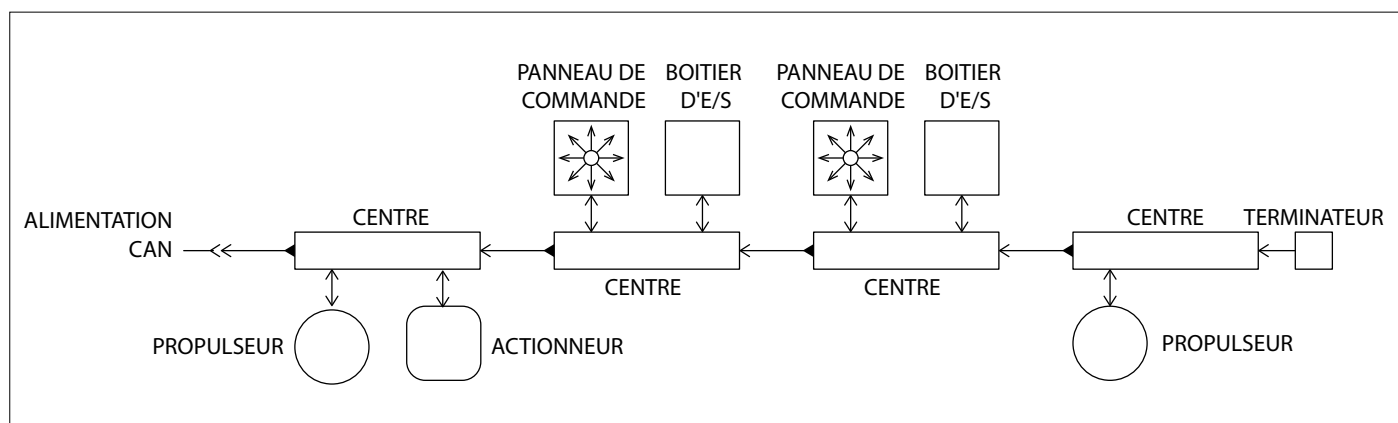 PANNEAU DE
COMMANDE
BOITIER
D'E/S
PANNEAU DE
COMMANDE
BOITIER
D'E/S
ALIMENTATION
CAN
CENTRE
CENTRE
CENTRE
CENTRE
TERMINATEUR
PROPULSEUR
ACTIONNEUR
PROPULSEUR